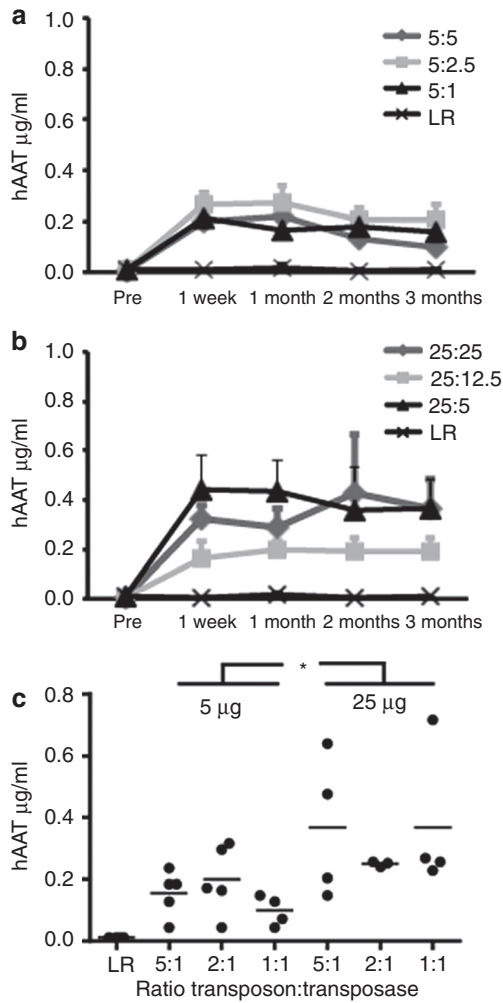 a
1.0
0.8
0.6
0.4
0.2
0.0
hAAT μg/ml
5:5
5:2.5
5:1
LR
Pre 1 week 1 month 2 months 3 months
b
1.0
0.8
0.6
0.4
0.2
0.0
hAAT μg/ml
25:25
25:12.5
25:5
LR
Pre 1 week 1 month 2 months 3 months
c
*
5 μg 25 μg
0.8
0.6
0.4
0.2
0.0
hAAT μg/ml
LR 5:1 2:1 1:1 5:1 2:1 1:1
Ratio transposon:transposase